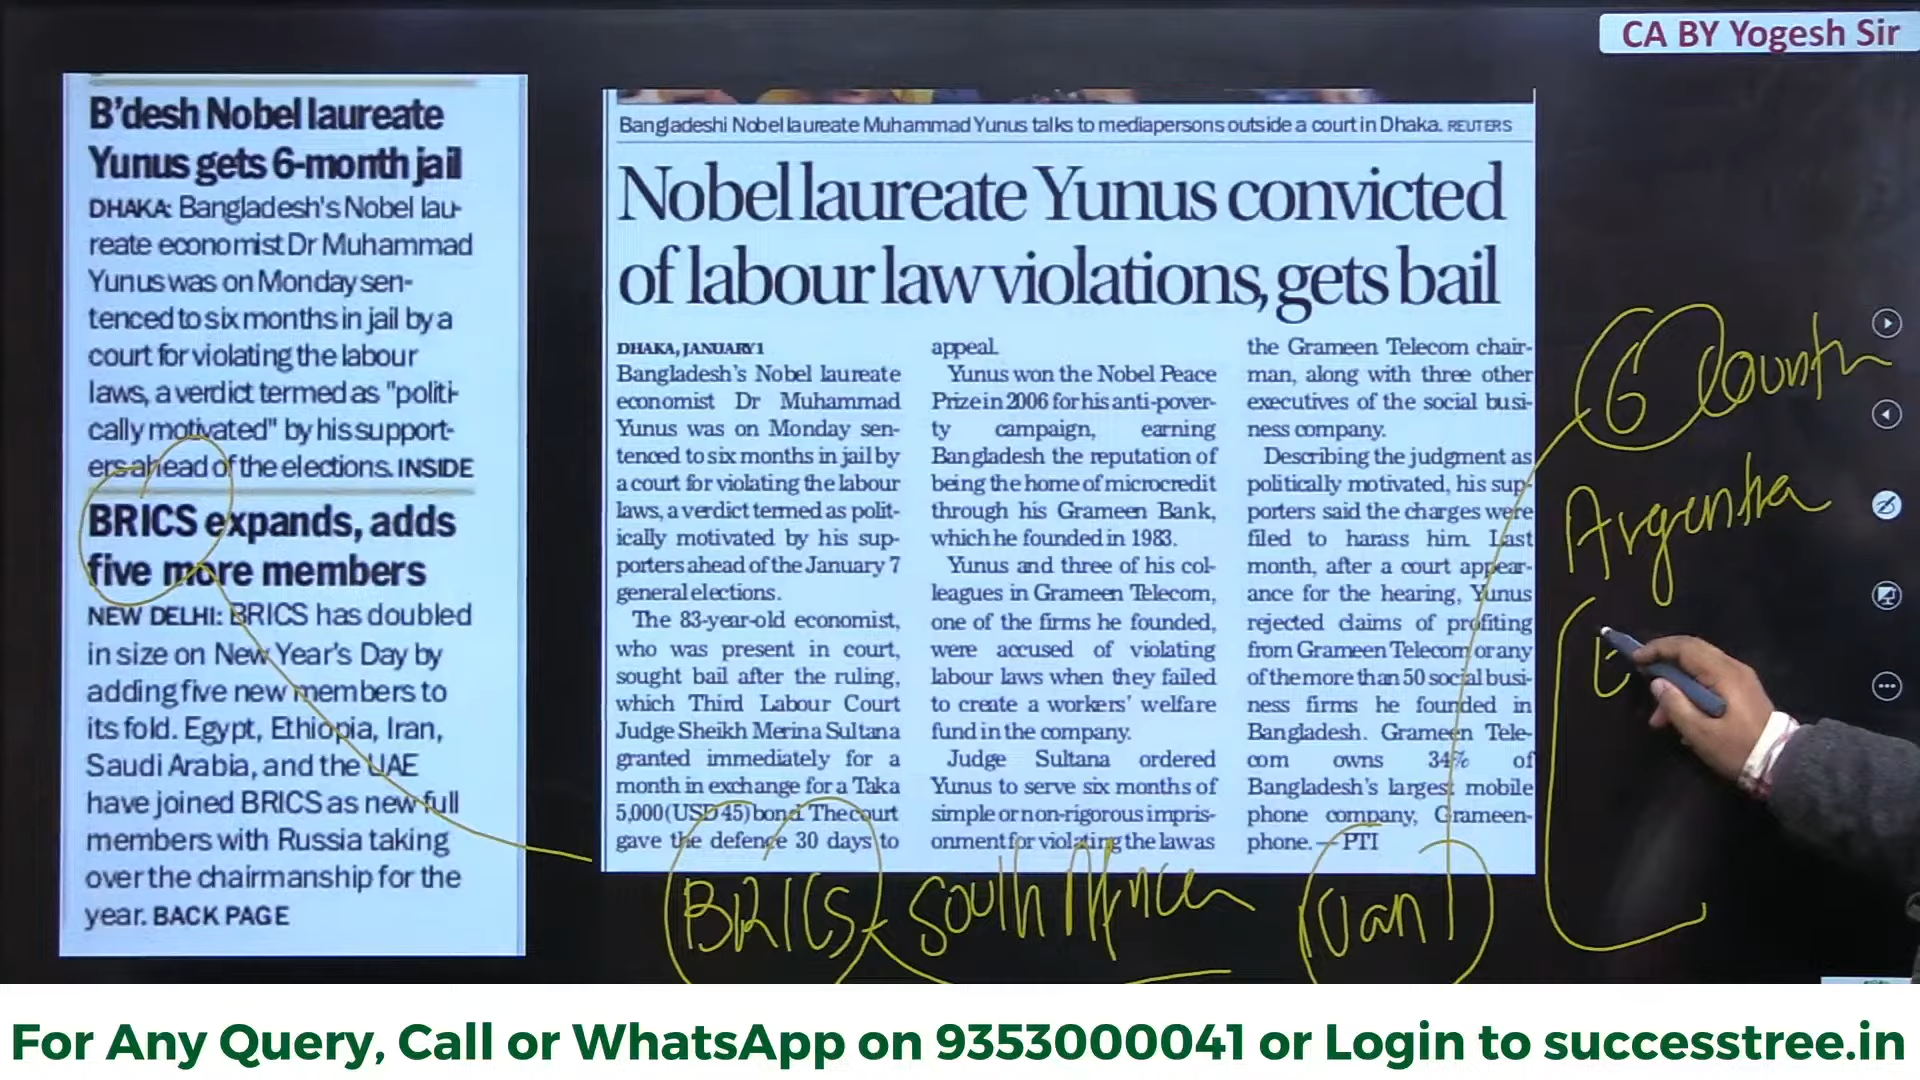 CA BY Yogesh Sir
B'desh Nobel laureate
Yunus gets 6-month jail
DHAKA: Bangladesh's Nobel lau-
reate economist Dr Muhammad
Yunus was on Monday sen-
tenced to six months in jail by a
court for violating the labour
laws, a verdict termed as "politi-
cally motivated" by his support-
ers ahead of the elections. INSIDE
BRICS expands, adds
five more members
NEW DELHI: BRICS has doubled
in size on New Year's Day by
adding five new members to
its fold. Egypt, Ethiopia, Iran,
Saudi Arabia, and the UAE
have joined BRICS as new full
members with Russia taking
over the chairmanship for the
year. BACK PAGE
Bangladeshi Nobel laureate Muhammad Yunus talks to mediapersons outside a court in Dhaka. REUTERS
Nobel laureate Yunus convicted
of labour law violations, gets bail
DHAKA, JANUARY 1
Bangladesh's Nobel laureate
economist Dr Muhammad
Yunus was on Monday sen-
tenced to six months in jail by
a court for violating the labour
laws, a verdict termed as polit-
ically motivated by his sup-
porters ahead of the January 7
general elections.
The 83-year-old economist,
who was present in court,
sought bail after the ruling,
which Third Labour Court
Judge Sheikh Merina Sultana
granted immediately for a
month in exchange for a Taka
5,000 (USD 45) bond. The court
gave the defence 30 days to
appeal.
Yunus won the Nobel Peace
Prize in 2006 for his anti-pover-
ty campaign, earning
Bangladesh the reputation of
being the home of microcredit
through his Grameen Bank,
which he founded in 1983.
Yunus and three of his col-
leagues in Grameen Telecom,
one of the firms he founded,
were accused of violating
labour laws when they failed
to create a workers' welfare
fund in the company.
Judge Sultana ordered
Yunus to serve six months of
simple or non-rigorous impris-
onment for violating the law as
the Grameen Telecom chair-
man, along with three other
executives of the social busi-
ness company.
Describing the judgment as
politically motivated, his sup-
porters said the charges were
filed to harass him. Last
month, after a court appear-
ance for the hearing, Yunus
rejected claims of profiting
from Grameen Telecom or any
of the more than 50 social busi-
ness firms he founded in
Bangladesh. Grameen Tele-
com owns 34% of
Bangladesh's largest mobile
phone company, Grameen-
phone. — PTI
6 Countr
Argentina
BRICS South Africa
For Any Query, Call or WhatsApp on 9353000041 or Login to successtree.in